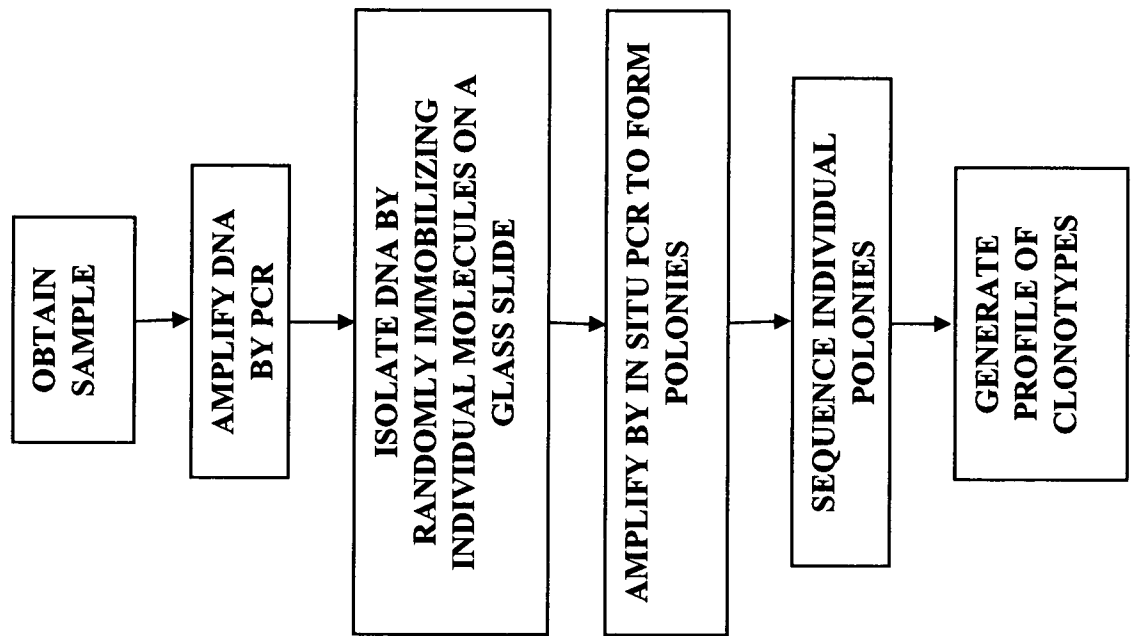 OBTAIN
SAMPLE
AMPLIFY DNA
BY PCR
ISOLATE DNA BY
RANDOMLY IMMOBILIZING
INDIVIDUAL MOLECULES ON A
GLASS SLIDE
AMPLIFY BY IN SITU PCR TO FORM
POLONIES
SEQUENCE INDIVIDUAL
POLONIES
GENERATE
PROFILE OF
CLONOTYPES